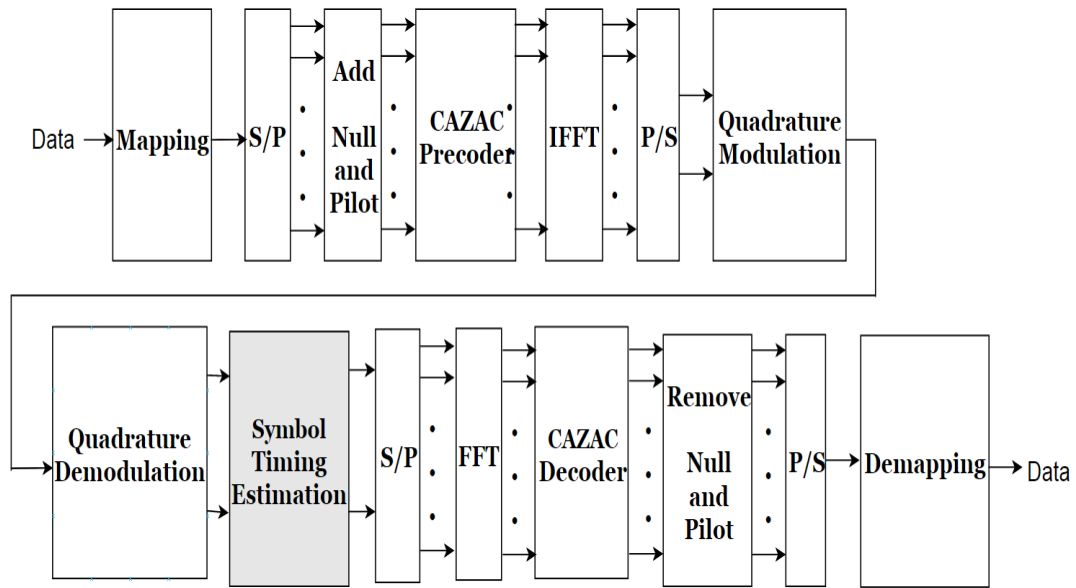 Data
Mapping
S/P
Add
Null
and
Pilot
CAZAC
Precoder
IFFT
P/S
Quadrature
Modulation
Quadrature
Demodulation
Symbol
Timing
Estimation
S/P
FFT
CAZAC
Decoder
Remove
Null
and
Pilot
P/S
Demapping
Data